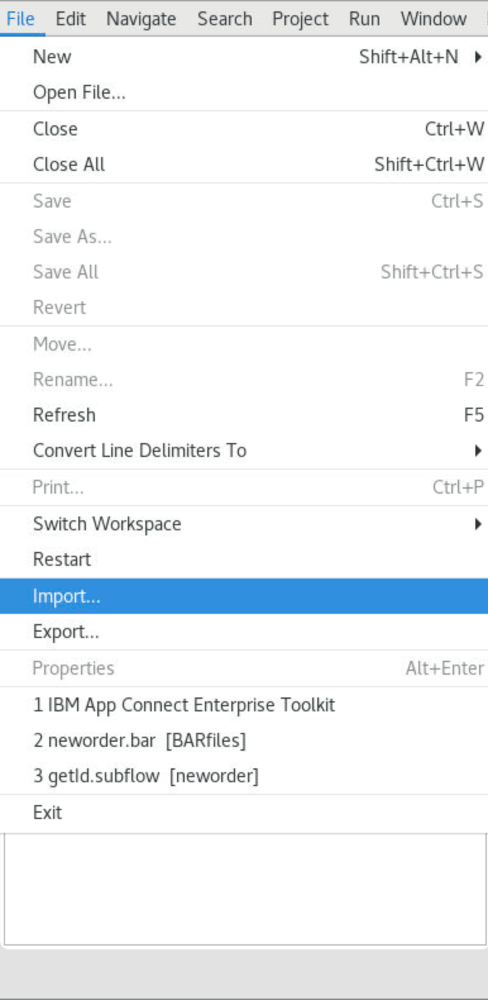 File Edit Navigate Search Project Run Window
New Shift+Alt+N
Open File...
Close Ctrl+W
Close All Shift+Ctrl+W
Save Ctrl+S
Save As...
Save All Shift+Ctrl+S
Revert
Move...
Rename... F2
Refresh F5
Convert Line Delimiters To
Print... Ctrl+P
Switch Workspace
Restart
Import...
Export...
Properties Alt+Enter
1 IBM App Connect Enterprise Toolkit
2 neworder.bar [BARfiles]
3 getId.subflow [neworder]
Exit